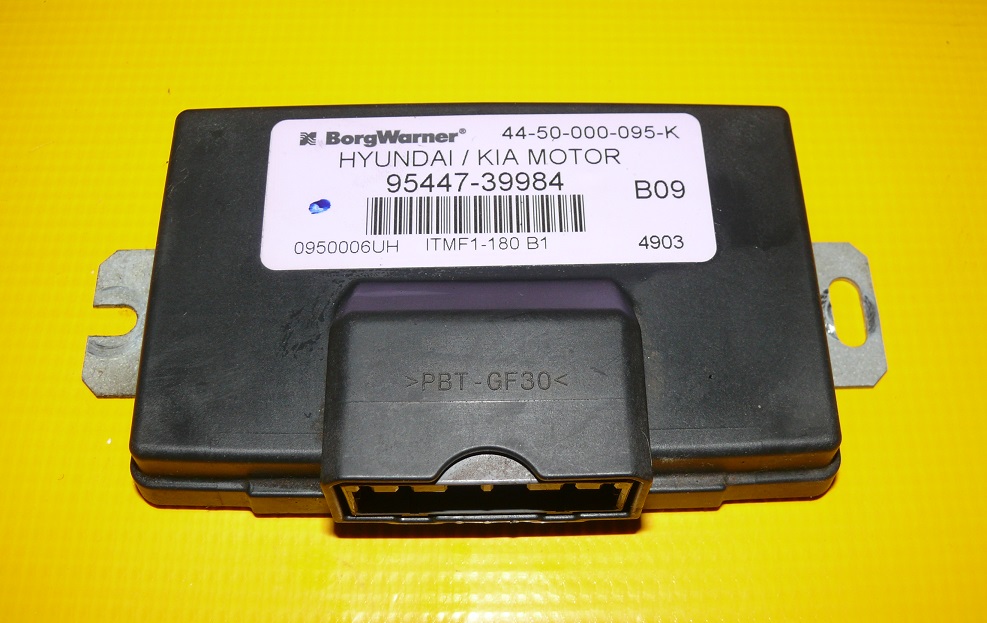 BorgWarner® 44-50-000-095-K
HYUNDAI / KIA MOTOR
95447-39984
B09
0950006UH ITMF1-180 B1 4903
>PBT-GF30<